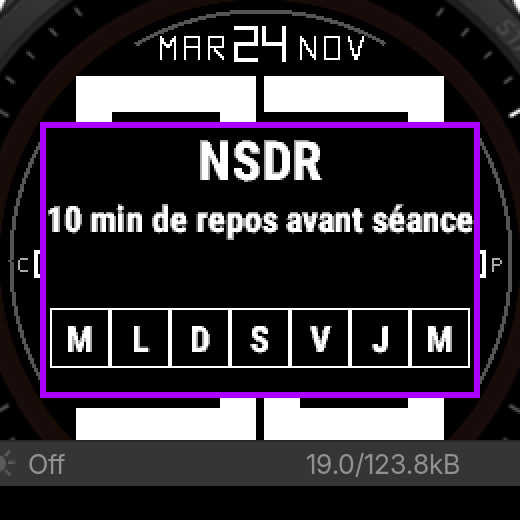 MAR 24 NOV
NSDR
10 min de repos avant séance
C P
M L D S V J M
Off 19.0/123.8kB